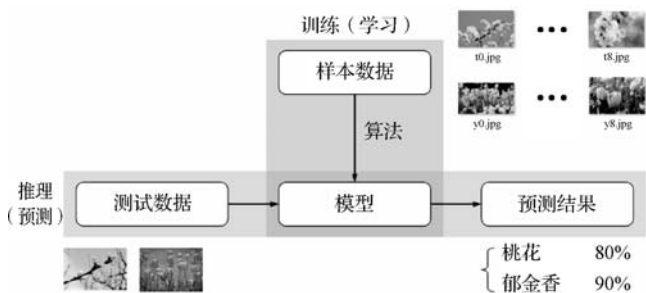 训练（学习）
t0.jpg
t8.jpg
样本数据
y0.jpg
y8.jpg
算法
推理
（预测）
测试数据
模型
预测结果
桃花 80%
郁金香 90%